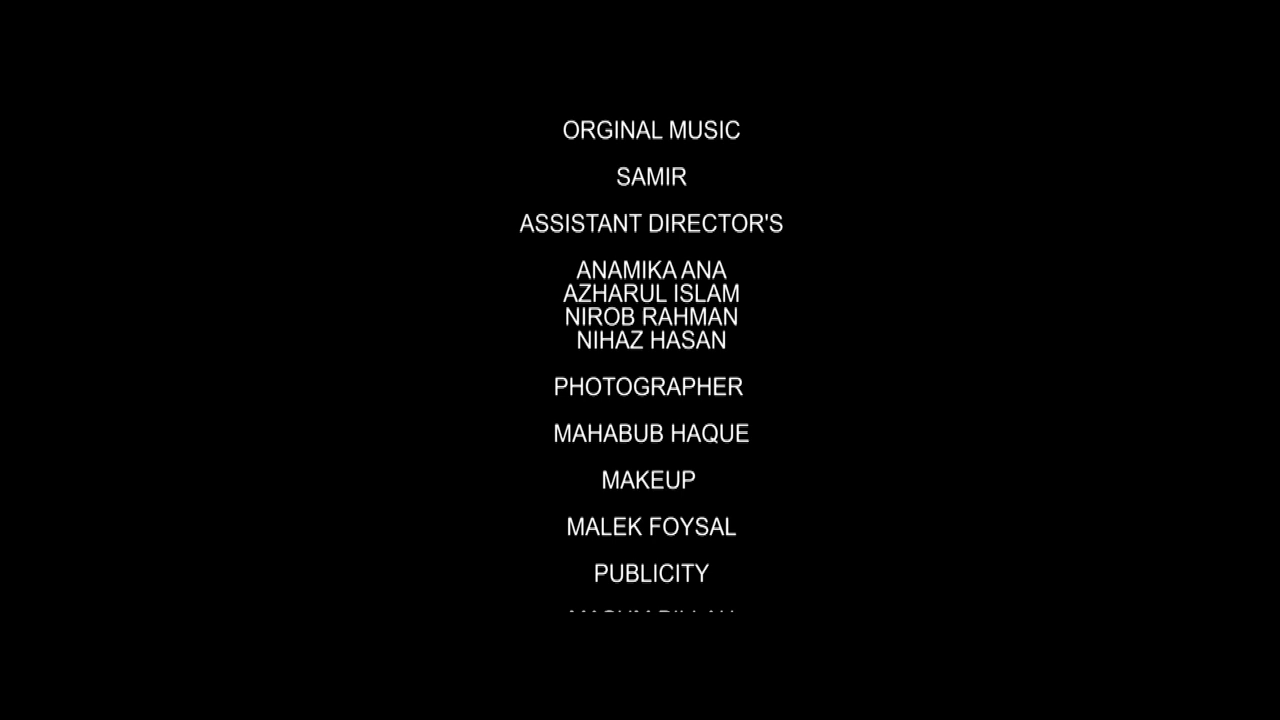 ORGINAL MUSIC
SAMIR
ASSISTANT DIRECTOR'S
ANAMIKA ANA
AZHARUL ISLAM
NIROB RAHMAN
NIHAZ HASAN
PHOTOGRAPHER
MAHABUB HAQUE
MAKEUP
MALEK FOYSAL
PUBLICITY